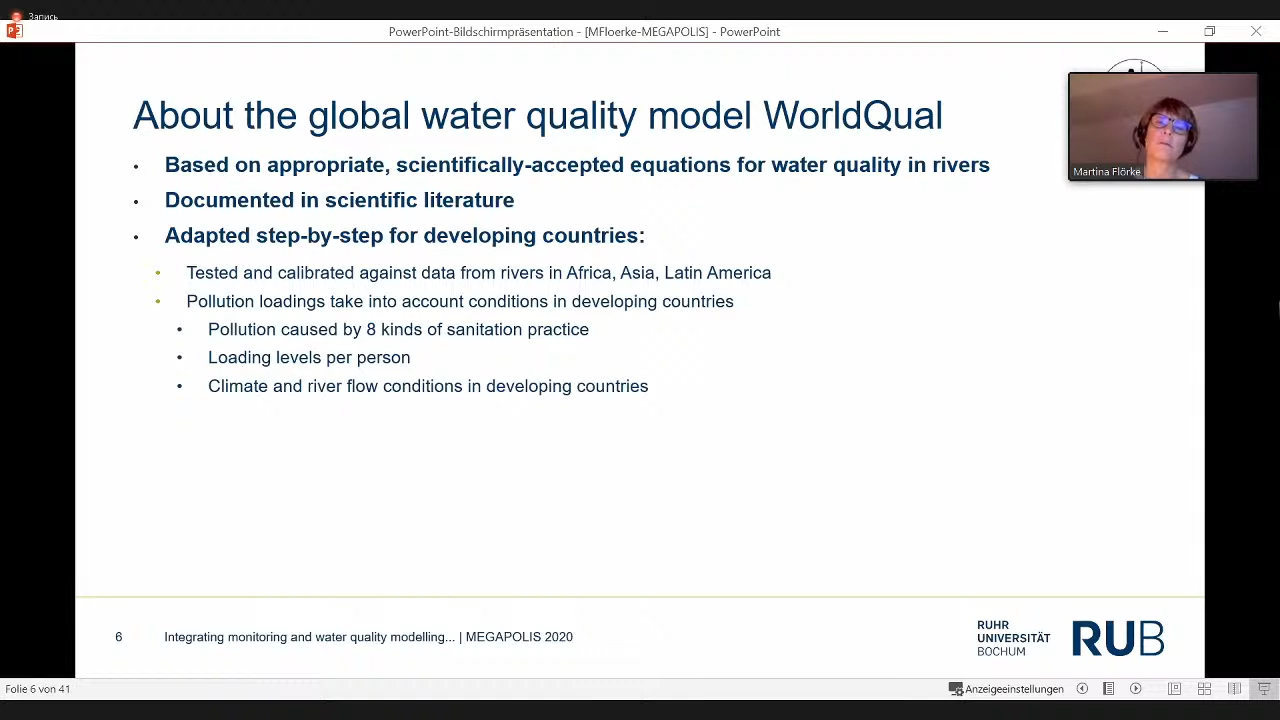 Запись
PowerPoint-Bildschirmpräsentation - [MFloerke-MEGAPOLIS] - PowerPoint
About the global water quality model WorldQual
Martina Flörke
• Based on appropriate, scientifically-accepted equations for water quality in rivers
• Documented in scientific literature
• Adapted step-by-step for developing countries:
• Tested and calibrated against data from rivers in Africa, Asia, Latin America
• Pollution loadings take into account conditions in developing countries
• Pollution caused by 8 kinds of sanitation practice
• Loading levels per person
• Climate and river flow conditions in developing countries
6 Integrating monitoring and water quality modelling... | MEGAPOLIS 2020
RUHR
UNIVERSITÄT
BOCHUM
RUB
Folie 6 von 41
Anzeigeeinstellungen